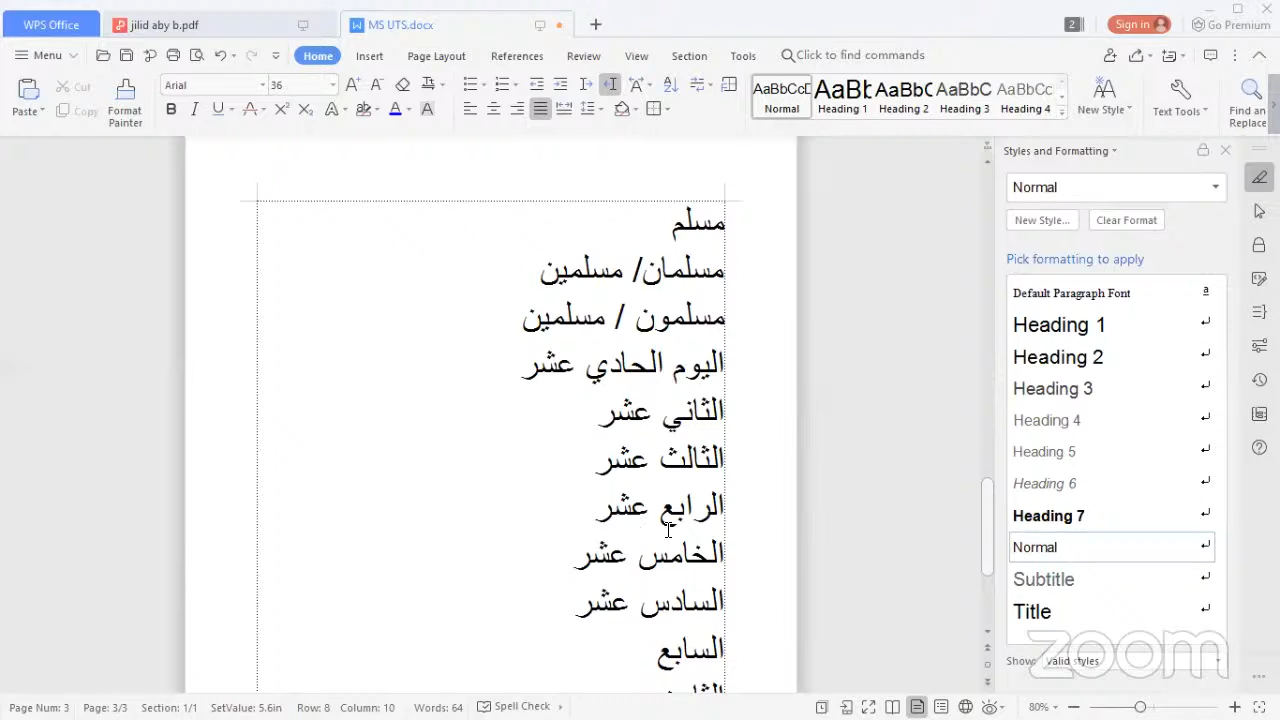 WPS Office jilid aby b.pdf MS UTS.docx 2 Sign in Go Premium
Menu Home Insert Page Layout References Review View Section Tools Click to find commands
Paste Cut Copy Format Painter Arial 36 AaBbCcD Normal AaBb Heading 1 AaBbC Heading 2 AaBbC Heading 3 AaBbCc Heading 4 New Style Text Tools Find an Replace
مسلم
مسلمان/ مسلمين
مسلمون / مسلمين
اليوم الحادي عشر
الثاني عشر
الثالث عشر
الرابع عشر
الخامس عشر
السادس عشر
السابع
Styles and Formatting
Normal
New Style... Clear Format
Pick formatting to apply
Default Paragraph Font a
Heading 1
Heading 2
Heading 3
Heading 4
Heading 5
Heading 6
Heading 7
Normal
Subtitle
Title
zoom
Show: Valid styles
Page Num: 3 Page: 3/3 Section: 1/1 SetValue: 5.6in Row: 8 Column: 10 Words: 64 Spell Check 80%